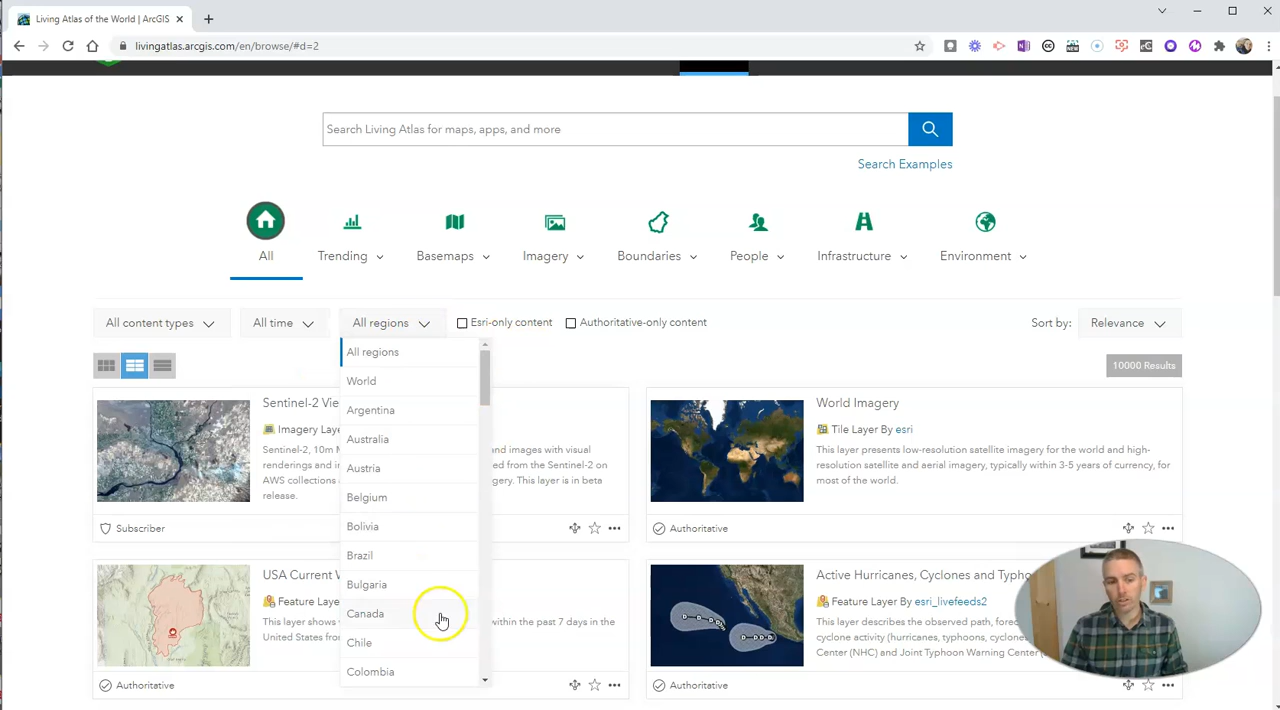 Living Atlas of the World | ArcGIS
livingatlas.arcgis.com/en/browse/#d=2
Search Living Atlas for maps, apps, and more
Search Examples
All
Trending
Basemaps
Imagery
Boundaries
People
Infrastructure
Environment
All content types
All time
All regions
Esri-only content
Authoritative-only content
Sort by:
Relevance
10000 Results
All regions
World
Argentina
Australia
Austria
Belgium
Bolivia
Brazil
Bulgaria
Canada
Chile
Colombia
Sentinel-2 Vie
Imagery Laye
Sentinel-2, 10m M
renderings and in
AWS collections a
release.
nd images with visual
d from the Sentinel-2 on
gery. This layer is in beta
Subscriber
World Imagery
Tile Layer By esri
This layer presents low-resolution satellite imagery for the world and high-
resolution satellite and aerial imagery, typically within 3-5 years of currency, for
most of the world.
Authoritative
USA Current W
Feature Laye
This layer shows
United States from
within the past 7 days in the
Authoritative
Active Hurricanes, Cyclones and Typho
Feature Layer By esri_livefeeds2
This layer describes the observed path, foreca
cyclone activity (hurricanes, typhoons, cyclones
Center (NHC) and Joint Typhoon Warning Center (
Authoritative